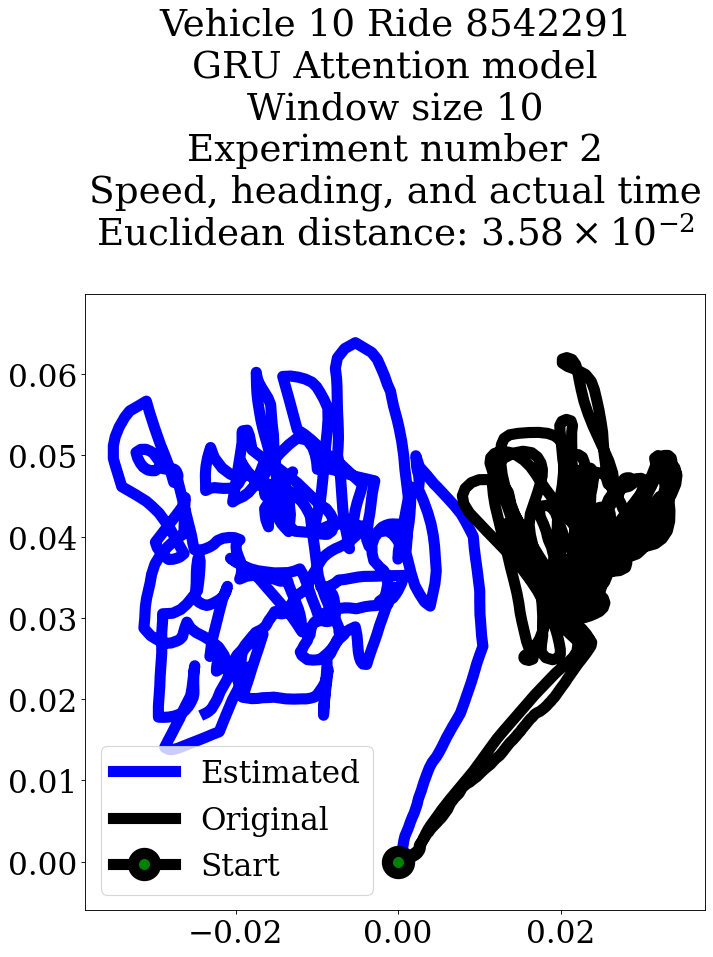 Vehicle 10 Ride 8542291
GRU Attention model
Window size 10
Experiment number 2
Speed, heading, and actual time
Euclidean distance: 3.58 × 10⁻²
0.06
0.05
0.04
0.03
0.02
0.01
0.00
Estimated
Original
Start
−0.02 0.00 0.02